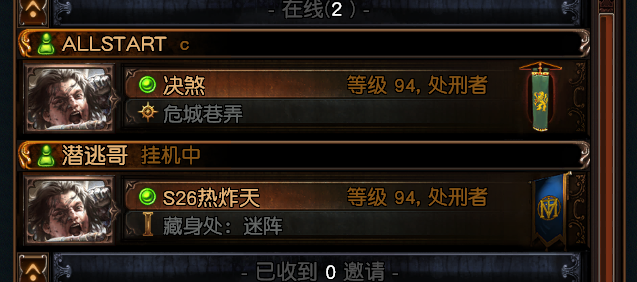 - 在线(2) -
ALLSTART c
决煞 等级 94, 处刑者
危城巷弄
潜逃哥 挂机中
S26热炸天 等级 94, 处刑者
藏身处: 迷阵
- 已收到 0 邀请 -